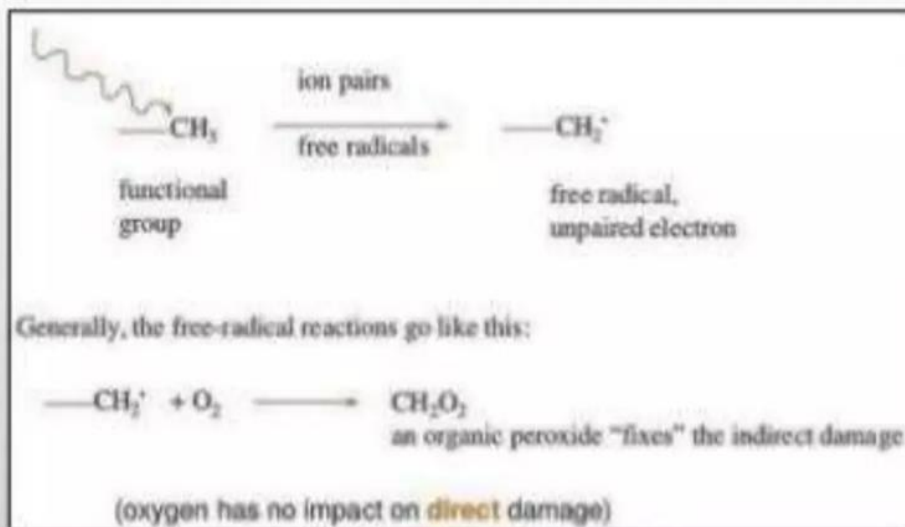 ion pairs
—CH₃ —CH₂•
free radicals
functional
group
free radical,
unpaired electron
Generally, the free-radical reactions go like this:
—CH₂• + O₂ CH₂O₂
an organic peroxide "fixes" the indirect damage
(oxygen has no impact on direct damage)